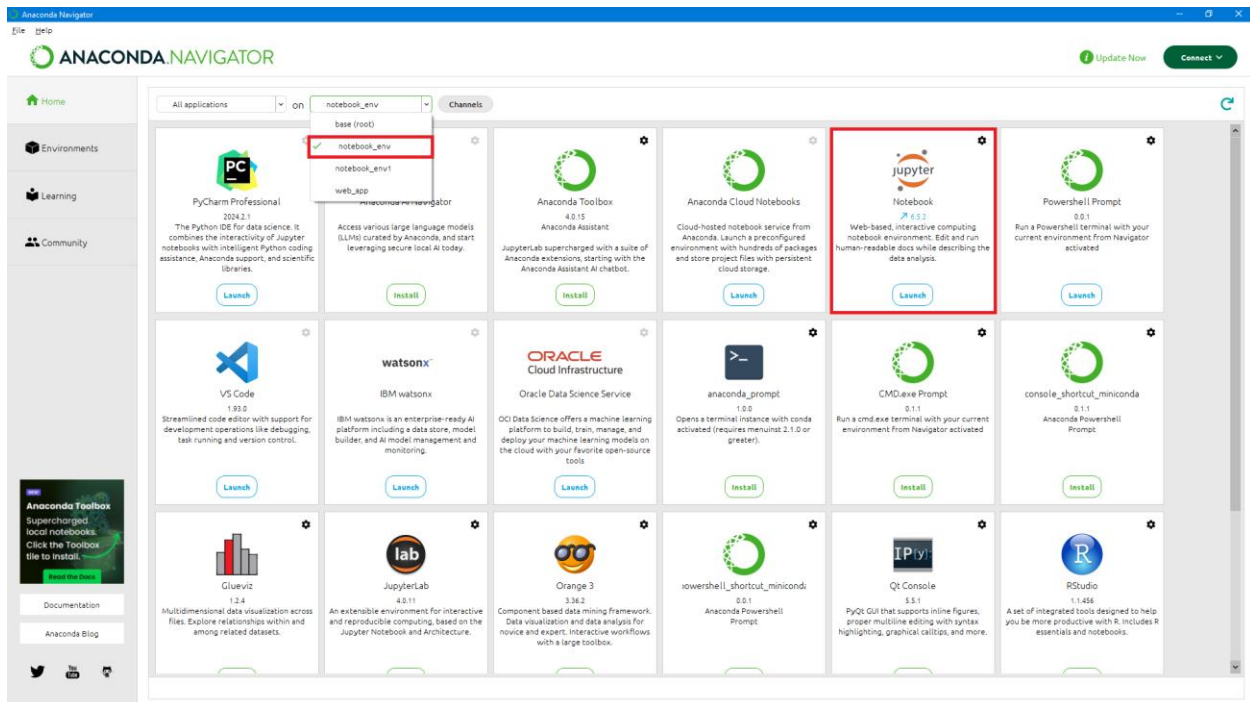 Anaconda Navigator
File Help
ANACONDA.NAVIGATOR
i Update Now
Connect
Home
Environments
Learning
Community
All applications on notebook_env Channels
base (root)
notebook_env
notebook_env1
web_app
PC
PyCharm Professional
2024.2.1
The Python IDE for data science. It
combines the interactivity of Jupyter
notebooks with intelligent Python coding
assistance, Anaconda support, and scientific
libraries.
Launch
Access various large language models
(LLMs) curated by Anaconda, and start
leveraging secure local AI today.
Install
Anaconda Toolbox
4.0.15
Anaconda Assistant
JupyterLab supercharged with a suite of
Anaconda extensions, starting with the
Anaconda Assistant AI chatbot.
Install
Anaconda Cloud Notebooks
Cloud-hosted notebook service from
Anaconda. Launch a preconfigured
environment with hundreds of packages
and store project files with persistent
cloud storage.
Launch
jupyter
Notebook
6.5.2
Web-based, interactive computing
notebook environment. Edit and run
human-readable docs while describing the
data analysis.
Launch
Powershell Prompt
0.0.1
Run a Powershell terminal with your
current environment from Navigator
activated
Launch
VS Code
1.93.0
Streamlined code editor with support for
development operations like debugging,
task running and version control.
Launch
watsonx
IBM watsonx
IBM watsonx is an enterprise-ready AI
platform including a data store, model
builder, and AI model management and
monitoring.
Launch
ORACLE
Cloud Infrastructure
Oracle Data Science Service
OCI Data Science offers a machine learning
platform to build, train, manage, and
deploy your machine learning models on
the cloud with your favorite open-source
tools
Launch
>_
anaconda_prompt
1.0.0
Opens a terminal instance with conda
activated (requires menuinst 2.1.0 or
greater).
Install
CMD.exe Prompt
0.1.1
Run a cmd.exe terminal with your current
environment from Navigator activated
Install
console_shortcut_miniconda
0.1.1
Anaconda Powershell
Prompt
Install
Glueviz
1.2.4
Multidimensional data visualization across
files. Explore relationships within and
among related datasets.
lab
JupyterLab
4.0.11
An extensible environment for interactive
and reproducible computing, based on the
Jupyter Notebook and Architecture.
Orange 3
3.36.2
Component based data mining framework.
Data visualization and data analysis for
novice and expert. Interactive workflows
with a large toolbox.
powershell_shortcut_miniconda
0.0.1
Anaconda Powershell
Prompt
IP[y]:
Qt Console
5.5.1
PyQt GUI that supports inline figures,
proper multiline editing with syntax
highlighting, graphical calltips, and more.
R
RStudio
1.1.456
A set of integrated tools designed to help
you be more productive with R. Includes R
essentials and notebooks.
NEW
Anaconda Toolbox
Supercharged
local notebooks.
Click the Toolbox
tile to install.
Read the Docs
Documentation
Anaconda Blog
You
Tube